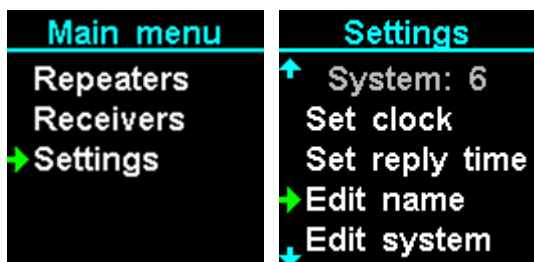 Main menu
Repeaters
Receivers
Settings
Settings
System: 6
Set clock
Set reply time
Edit name
Edit system